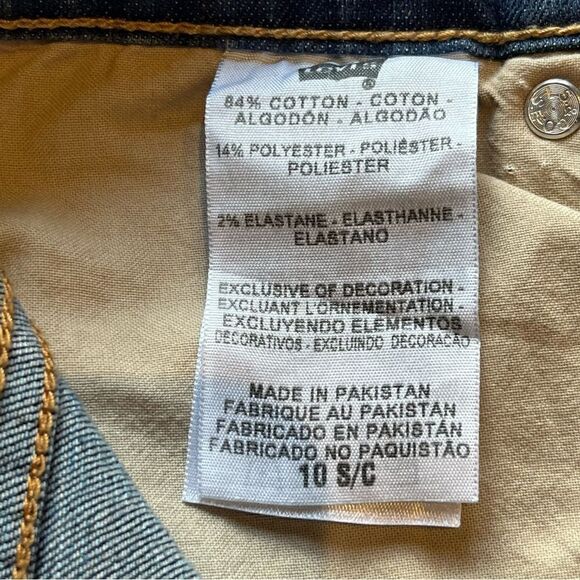 Levi's
®
84% COTTON - COTON -
ALGODÓN - ALGODÃO
14% POLYESTER - POLIÉSTER -
POLIESTER
2% ELASTANE - ELASTHANNE -
ELASTANO
EXCLUSIVE OF DECORATION -
EXCLUANT L'ORNEMENTATION -
EXCLUYENDO ELEMENTOS
DECORATIVOS - EXCLUINDO DECORAÇÃO
MADE IN PAKISTAN
FABRIQUE AU PAKISTAN
FABRICADO EN PAKISTÁN
FABRICADO NO PAQUISTÃO
10 S/C